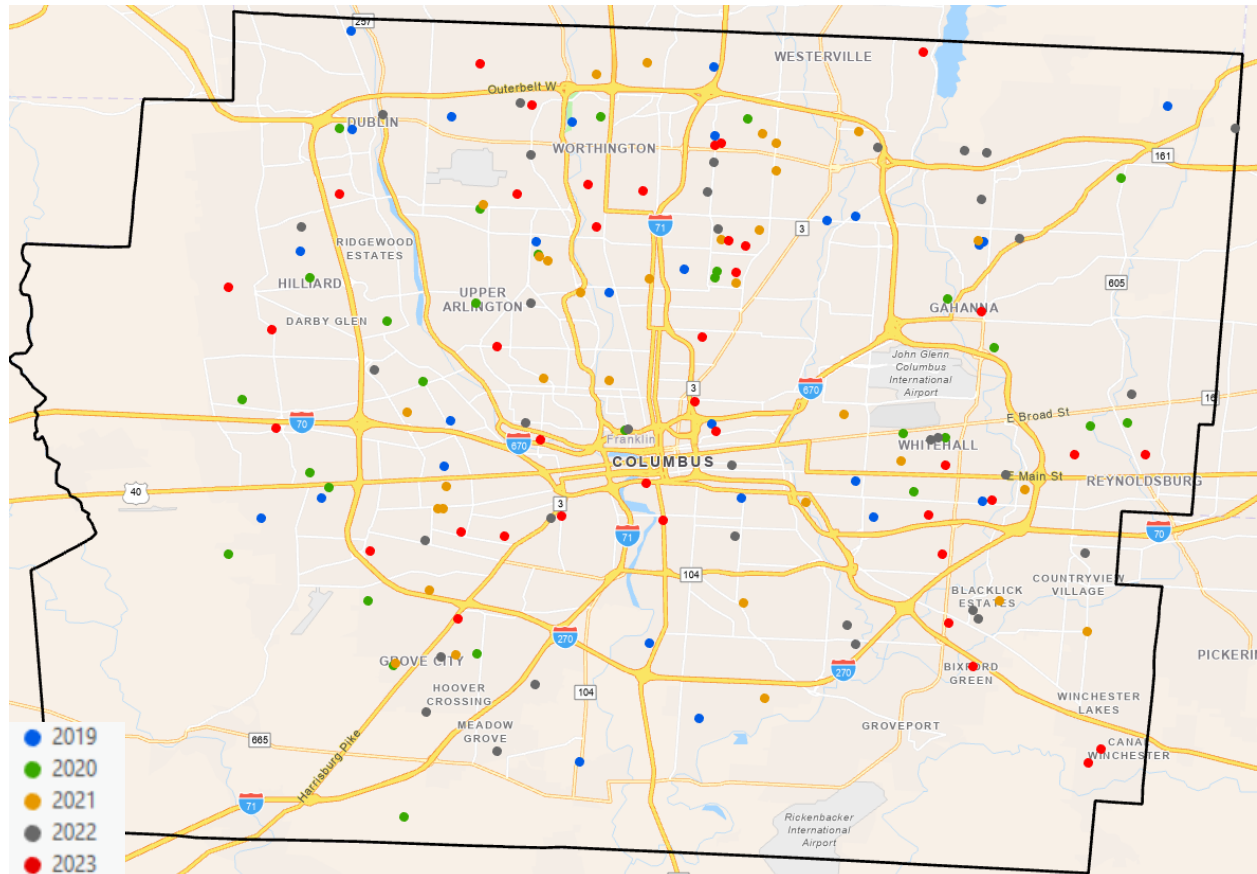 257
WESTERVILLE
Outerbelt W
DUBLIN
WORTHINGTON
161
71
3
RIDGEWOOD
ESTATES
HILLIARD
UPPER
ARLINGTON
605
GAHANNA
DARBY GLEN
John Glenn
Columbus
International
Airport
3
670
16
E Broad St
70
Franklin
670
WHITEHALL
COLUMBUS
E Main St
REYNOLDSBURG
40
3
71
70
104
COUNTRYVIEW
VILLAGE
BLACKLICK
ESTATES
270
GROVE CITY
PICKERIN
270
BIXFORD
GREEN
HOOVER
CROSSING
104
WINCHESTER
LAKES
MEADOW
GROVE
GROVEPORT
665
CANAL
WINCHESTER
Harrisburg Pike
71
Rickenbacker
International
Airport
2019
2020
2021
2022
2023